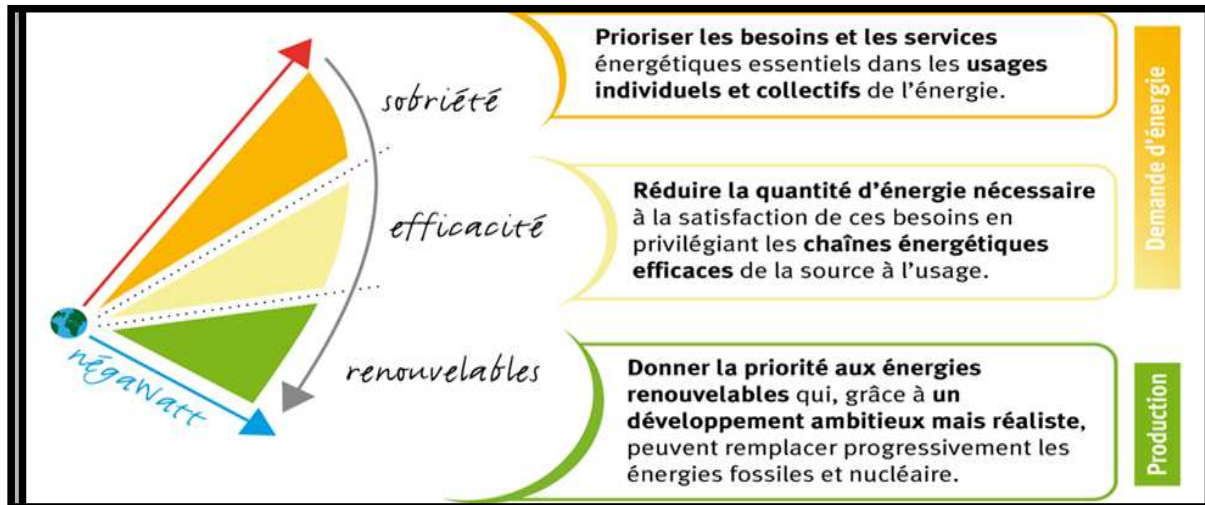 Prioriser les besoins et les services
énergétiques essentiels dans les usages
individuels et collectifs de l'énergie.
sobriété
Réduire la quantité d'énergie nécessaire
à la satisfaction de ces besoins en
privilégiant les chaînes énergétiques
efficaces de la source à l'usage.
efficacité
Demande d'énergie
Donner la priorité aux énergies
renouvelables qui, grâce à un
développement ambitieux mais réaliste,
peuvent remplacer progressivement les
énergies fossiles et nucléaire.
renouvelables
Production
négaWatt